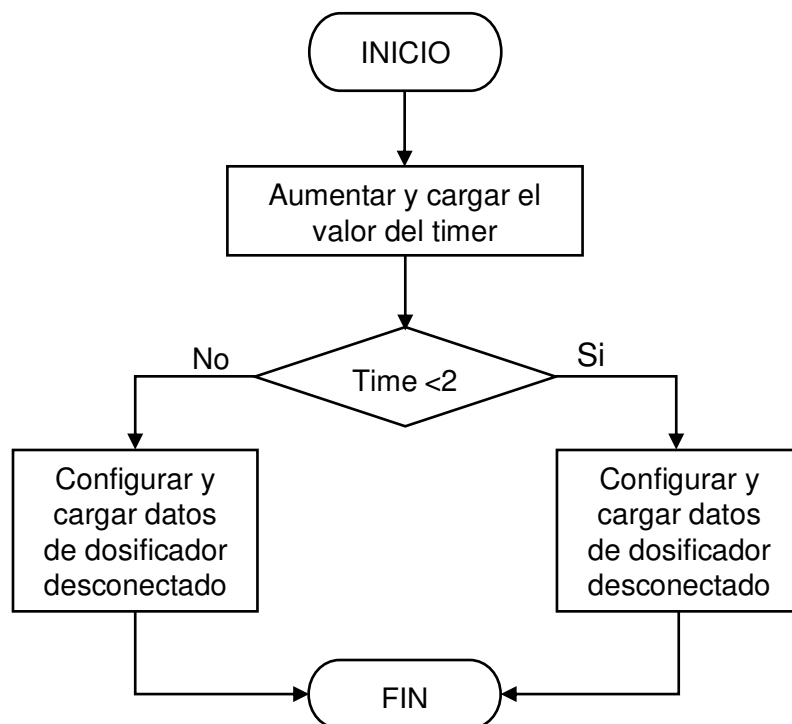 INICIO
Aumentar y cargar el
valor del timer
No
Si
Time <2
Configurar y
cargar datos
de dosificador
desconectado
Configurar y
cargar datos
de dosificador
desconectado
FIN